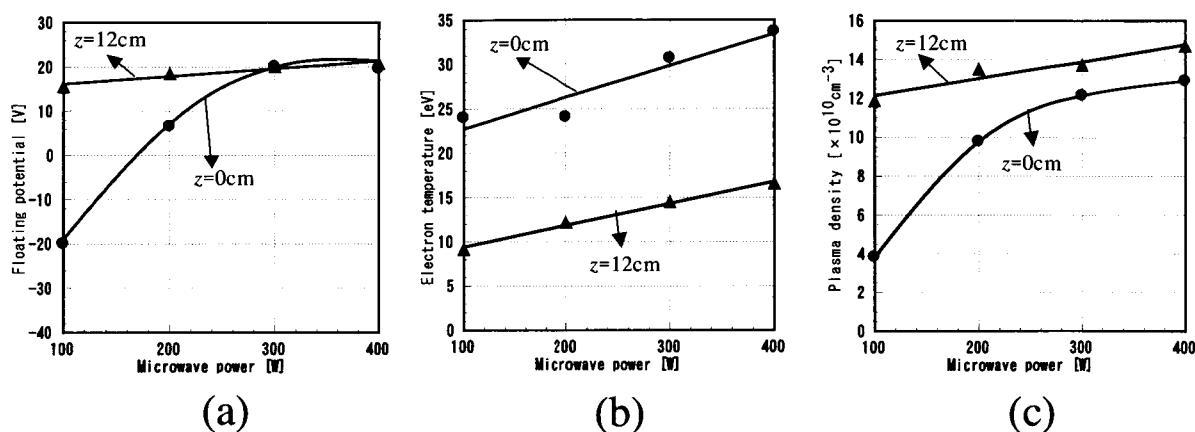 30
20
10
0
-10
-20
-30
-40
100
200
300
400
Floating potential [V]
Microwave power [W]
z=12cm
z=0cm
(a)
35
30
25
20
15
10
5
0
100
200
300
400
Electron temperature [eV]
Microwave power [W]
z=0cm
z=12cm
(b)
16
14
12
10
8
6
4
2
0
100
200
300
400
Plasma density [×10¹⁰cm⁻³]
Microwave power [W]
z=12cm
z=0cm
(c)